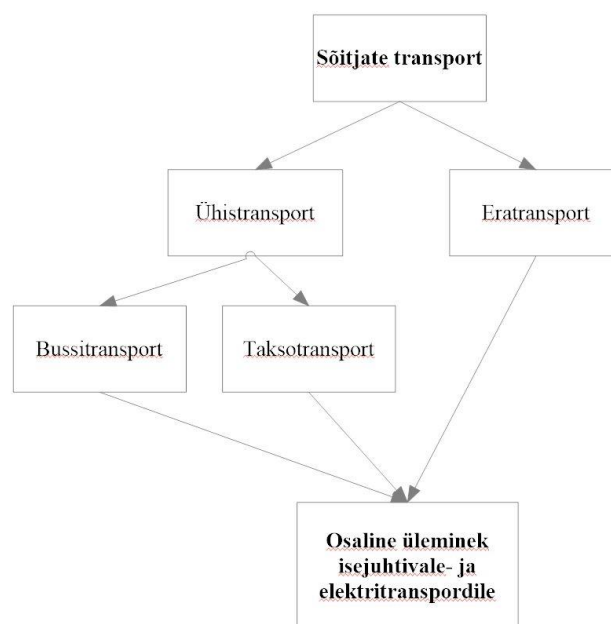 Sõitjate transport
Ühistransport
Eratransport
Bussitransport
Taksotransport
Osaline üleminek
isejuhtivale- ja
elektritranspordile